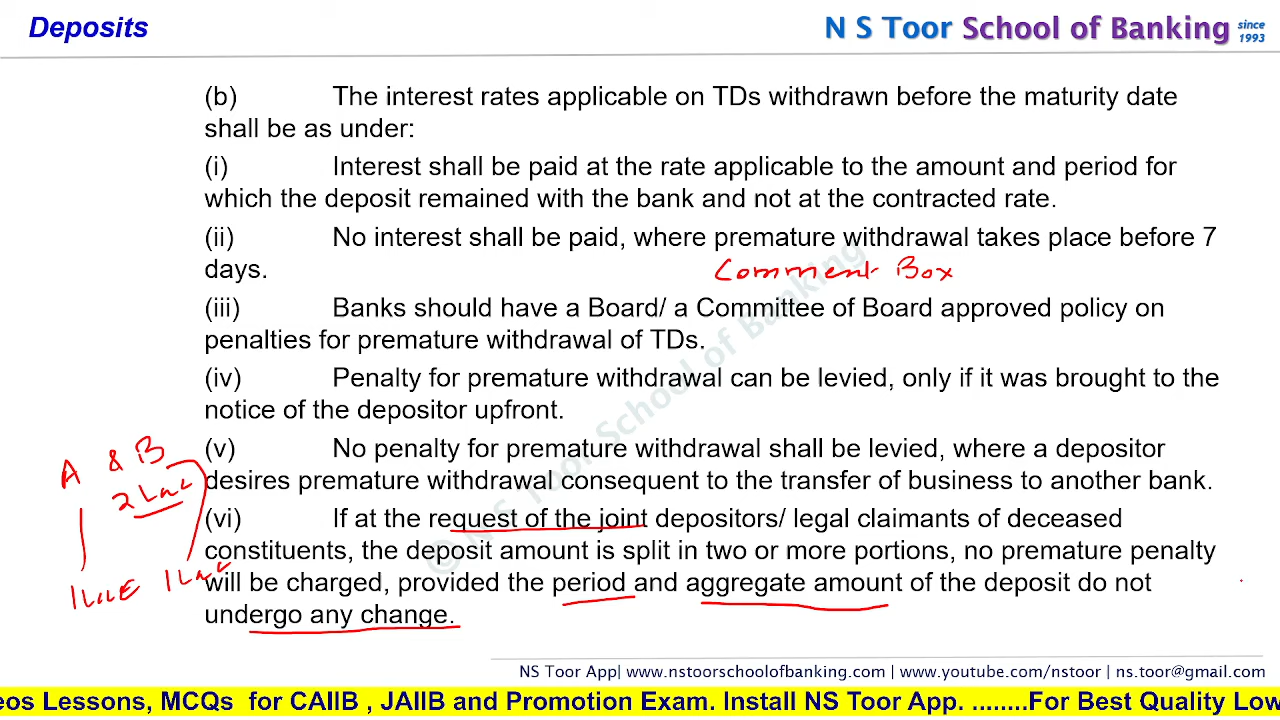 Deposits
N S Toor School of Banking since 1993
(b) The interest rates applicable on TDs withdrawn before the maturity date
shall be as under:
(i) Interest shall be paid at the rate applicable to the amount and period for
which the deposit remained with the bank and not at the contracted rate.
(ii) No interest shall be paid, where premature withdrawal takes place before 7
days.
Comment Box
(iii) Banks should have a Board/ a Committee of Board approved policy on
penalties for premature withdrawal of TDs.
(iv) Penalty for premature withdrawal can be levied, only if it was brought to the
notice of the depositor upfront.
A & B
(v) No penalty for premature withdrawal shall be levied, where a depositor
desires premature withdrawal consequent to the transfer of business to another bank.
2 Lac
(vi) If at the request of the joint depositors/ legal claimants of deceased
constituents, the deposit amount is split in two or more portions, no premature penalty
will be charged, provided the period and aggregate amount of the deposit do not
1 Lac
undergo any change.
© NS Toor School of Banking
NS Toor App| www.nstoorschoolofbanking.com | www.youtube.com/nstoor | ns.toor@gmail.com
eos Lessons, MCQs for CAIIB , JAIIB and Promotion Exam. Install NS Toor App. ........For Best Quality Low